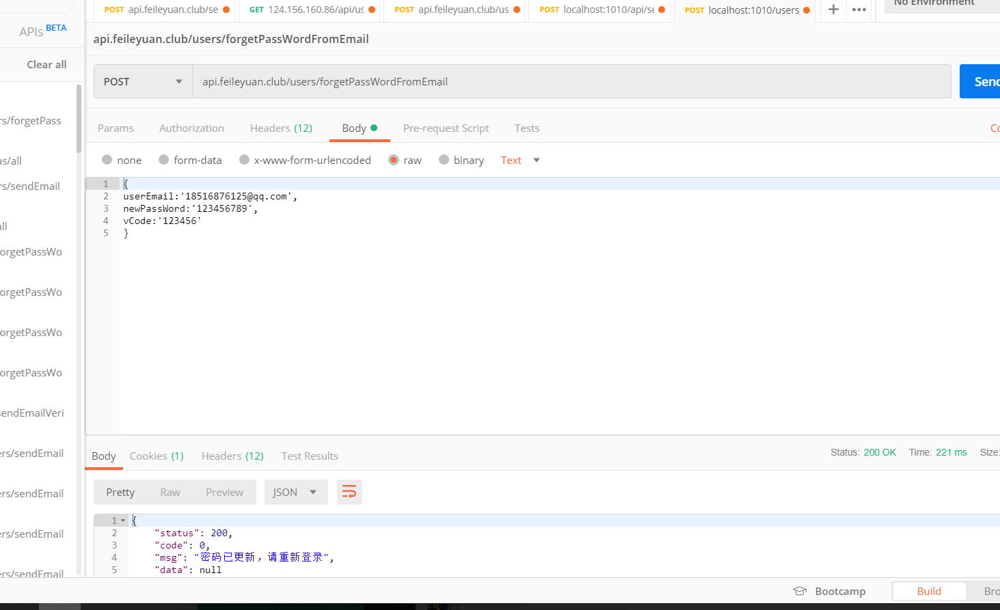 POST api.feileyuan.club/se
GET 124.156.160.86/api/us
POST api.feileyuan.club/us
POST localhost:1010/api/se
POST localhost:1010/users
+
No Environment
APIs BETA
Clear all
rs/forgetPass
as/all
rs/sendEmail
all
orgetPassWo
orgetPassWo
orgetPassWo
orgetPassWo
sendEmailVeri
ers/sendEmail
ers/sendEmail
ers/sendEmail
ers/sendEmail
api.feileyuan.club/users/forgetPassWordFromEmail
POST api.feileyuan.club/users/forgetPassWordFromEmail Send
Params Authorization Headers (12) Body Pre-request Script Tests Co
none form-data x-www-form-urlencoded raw binary Text
1 {
2 userEmail:'18516876125@qq.com',
3 newPassWord:'123456789',
4 vCode:'123456'
5 }
Body Cookies (1) Headers (12) Test Results Status: 200 OK Time: 221 ms Size:
Pretty Raw Preview JSON
1 {
2 "status": 200,
3 "code": 0,
4 "msg": "密码已更新，请重新登录",
5 "data": null
Bootcamp Build Bro